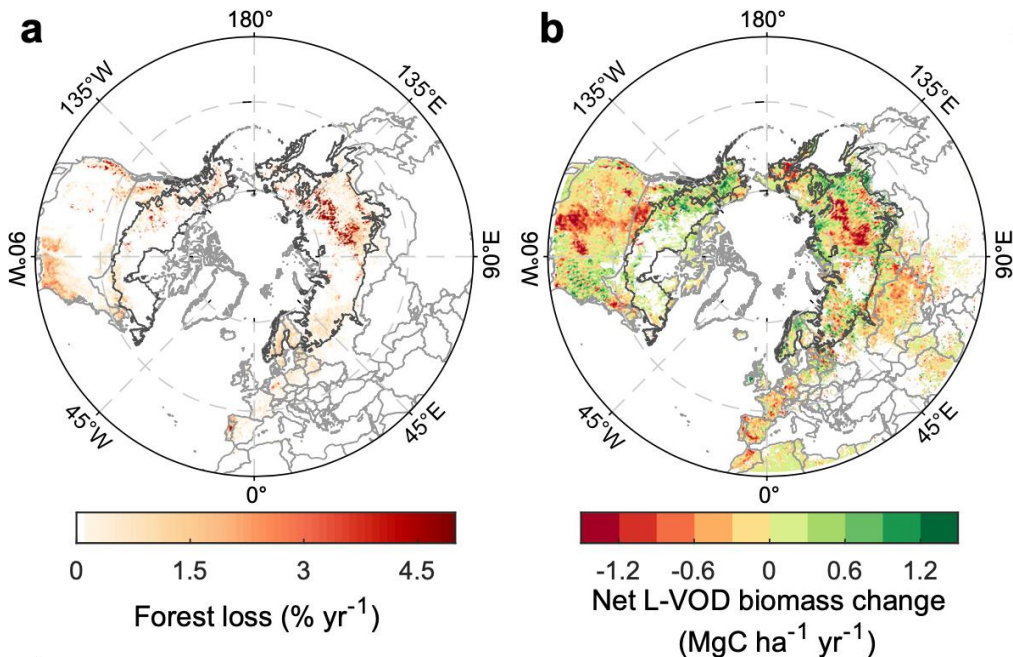 a
180°
135°W
135°E
90°W
90°E
45°W
45°E
0°
0 1.5 3 4.5
Forest loss (% yr⁻¹)
b
180°
135°W
135°E
90°W
90°E
45°W
45°E
0°
-1.2 -0.6 0 0.6 1.2
Net L-VOD biomass change
(MgC ha⁻¹ yr⁻¹)